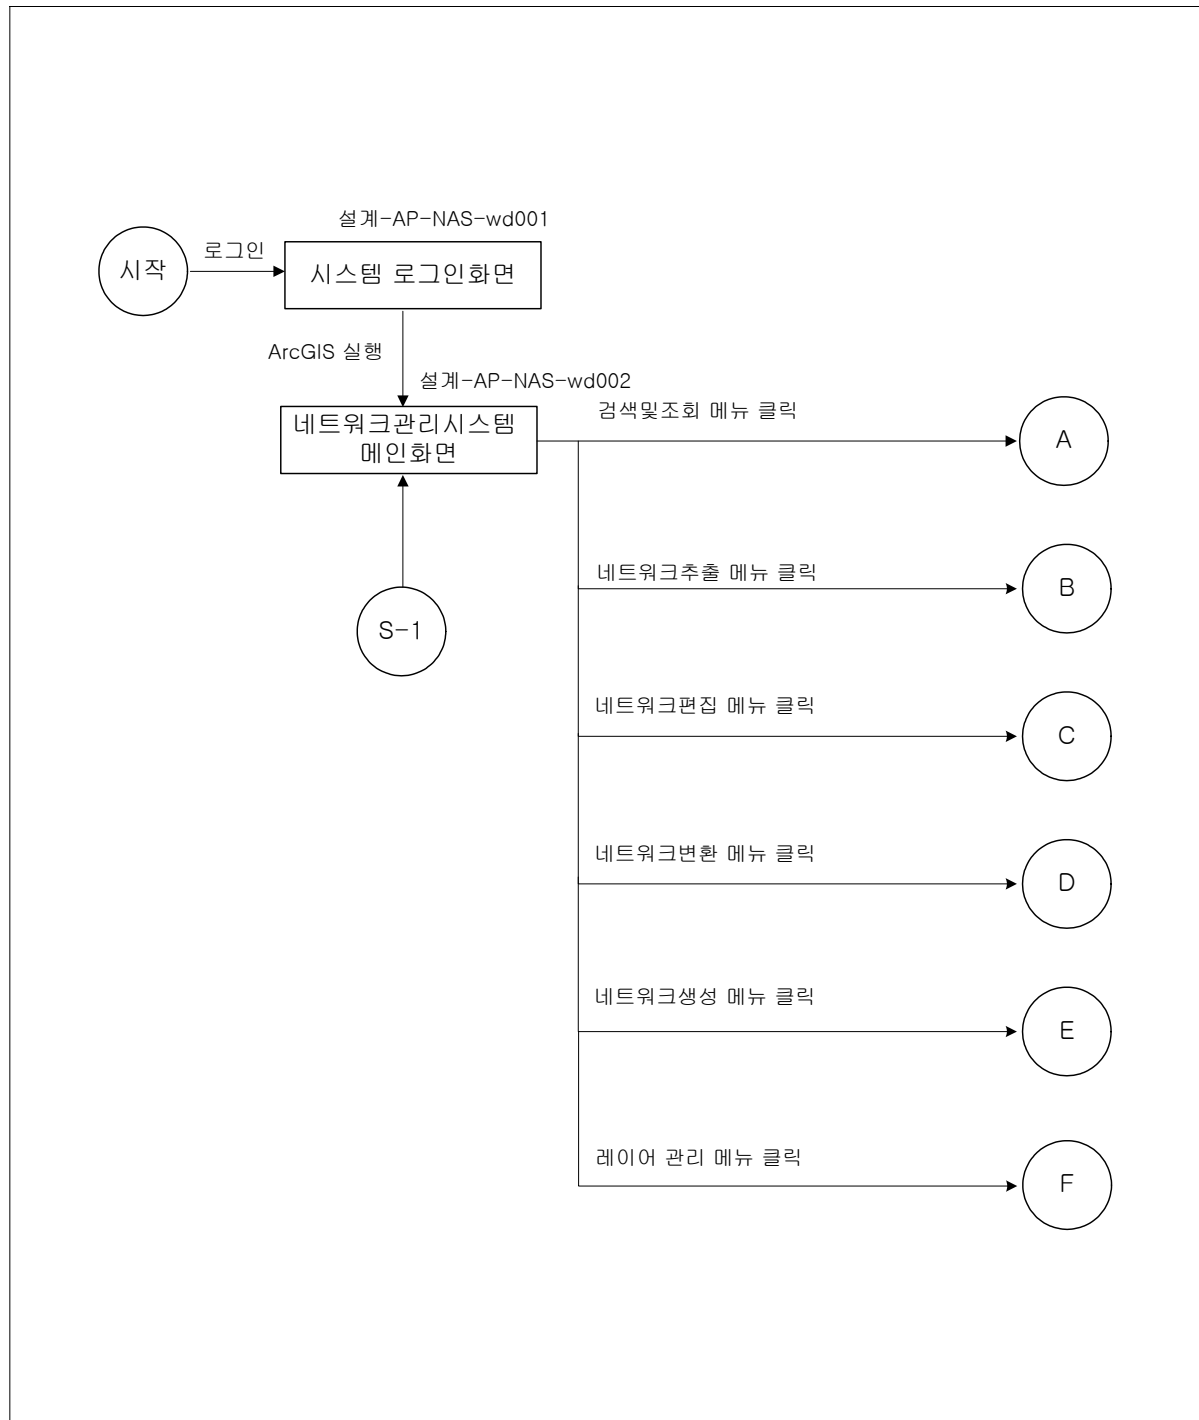 설계-AP-NAS-wd001
시작
로그인
시스템 로그인화면
ArcGIS 실행
설계-AP-NAS-wd002
네트워크관리시스템
메인화면
검색및조회 메뉴 클릭
A
네트워크추출 메뉴 클릭
B
S-1
네트워크편집 메뉴 클릭
C
네트워크변환 메뉴 클릭
D
네트워크생성 메뉴 클릭
E
레이어 관리 메뉴 클릭
F